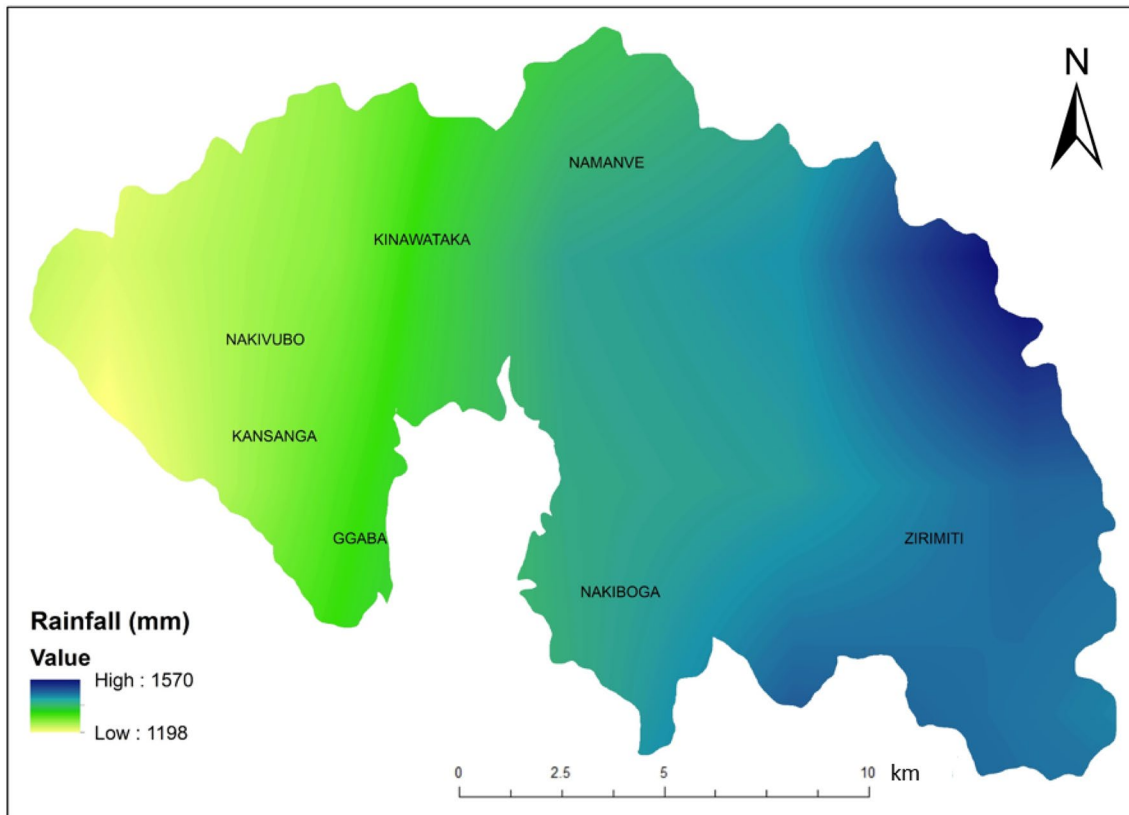 N
NAMANVE
KINAWATAKA
NAKIVUBO
KANSANGA
GGABA
ZIRIMITI
NAKIBOGA
Rainfall (mm)
Value
High : 1570
Low : 1198
0 2.5 5 10 km